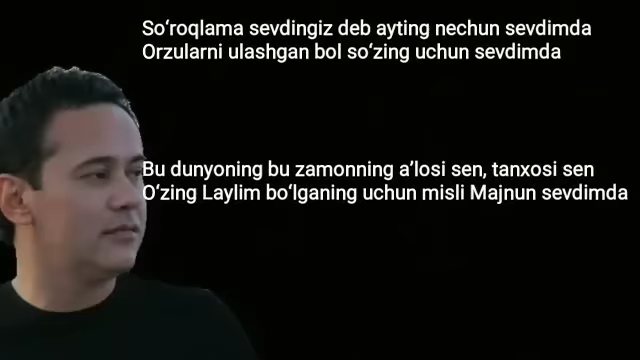 So‘roqlama sevdingiz deb ayting nechun sevdimda
Orzularni ulashgan bol so‘zing uchun sevdimda
Bu dunyoning bu zamonning a’losi sen, tanxosi sen
O‘zing Laylim bo‘lganing uchun misli Majnun sevdimda